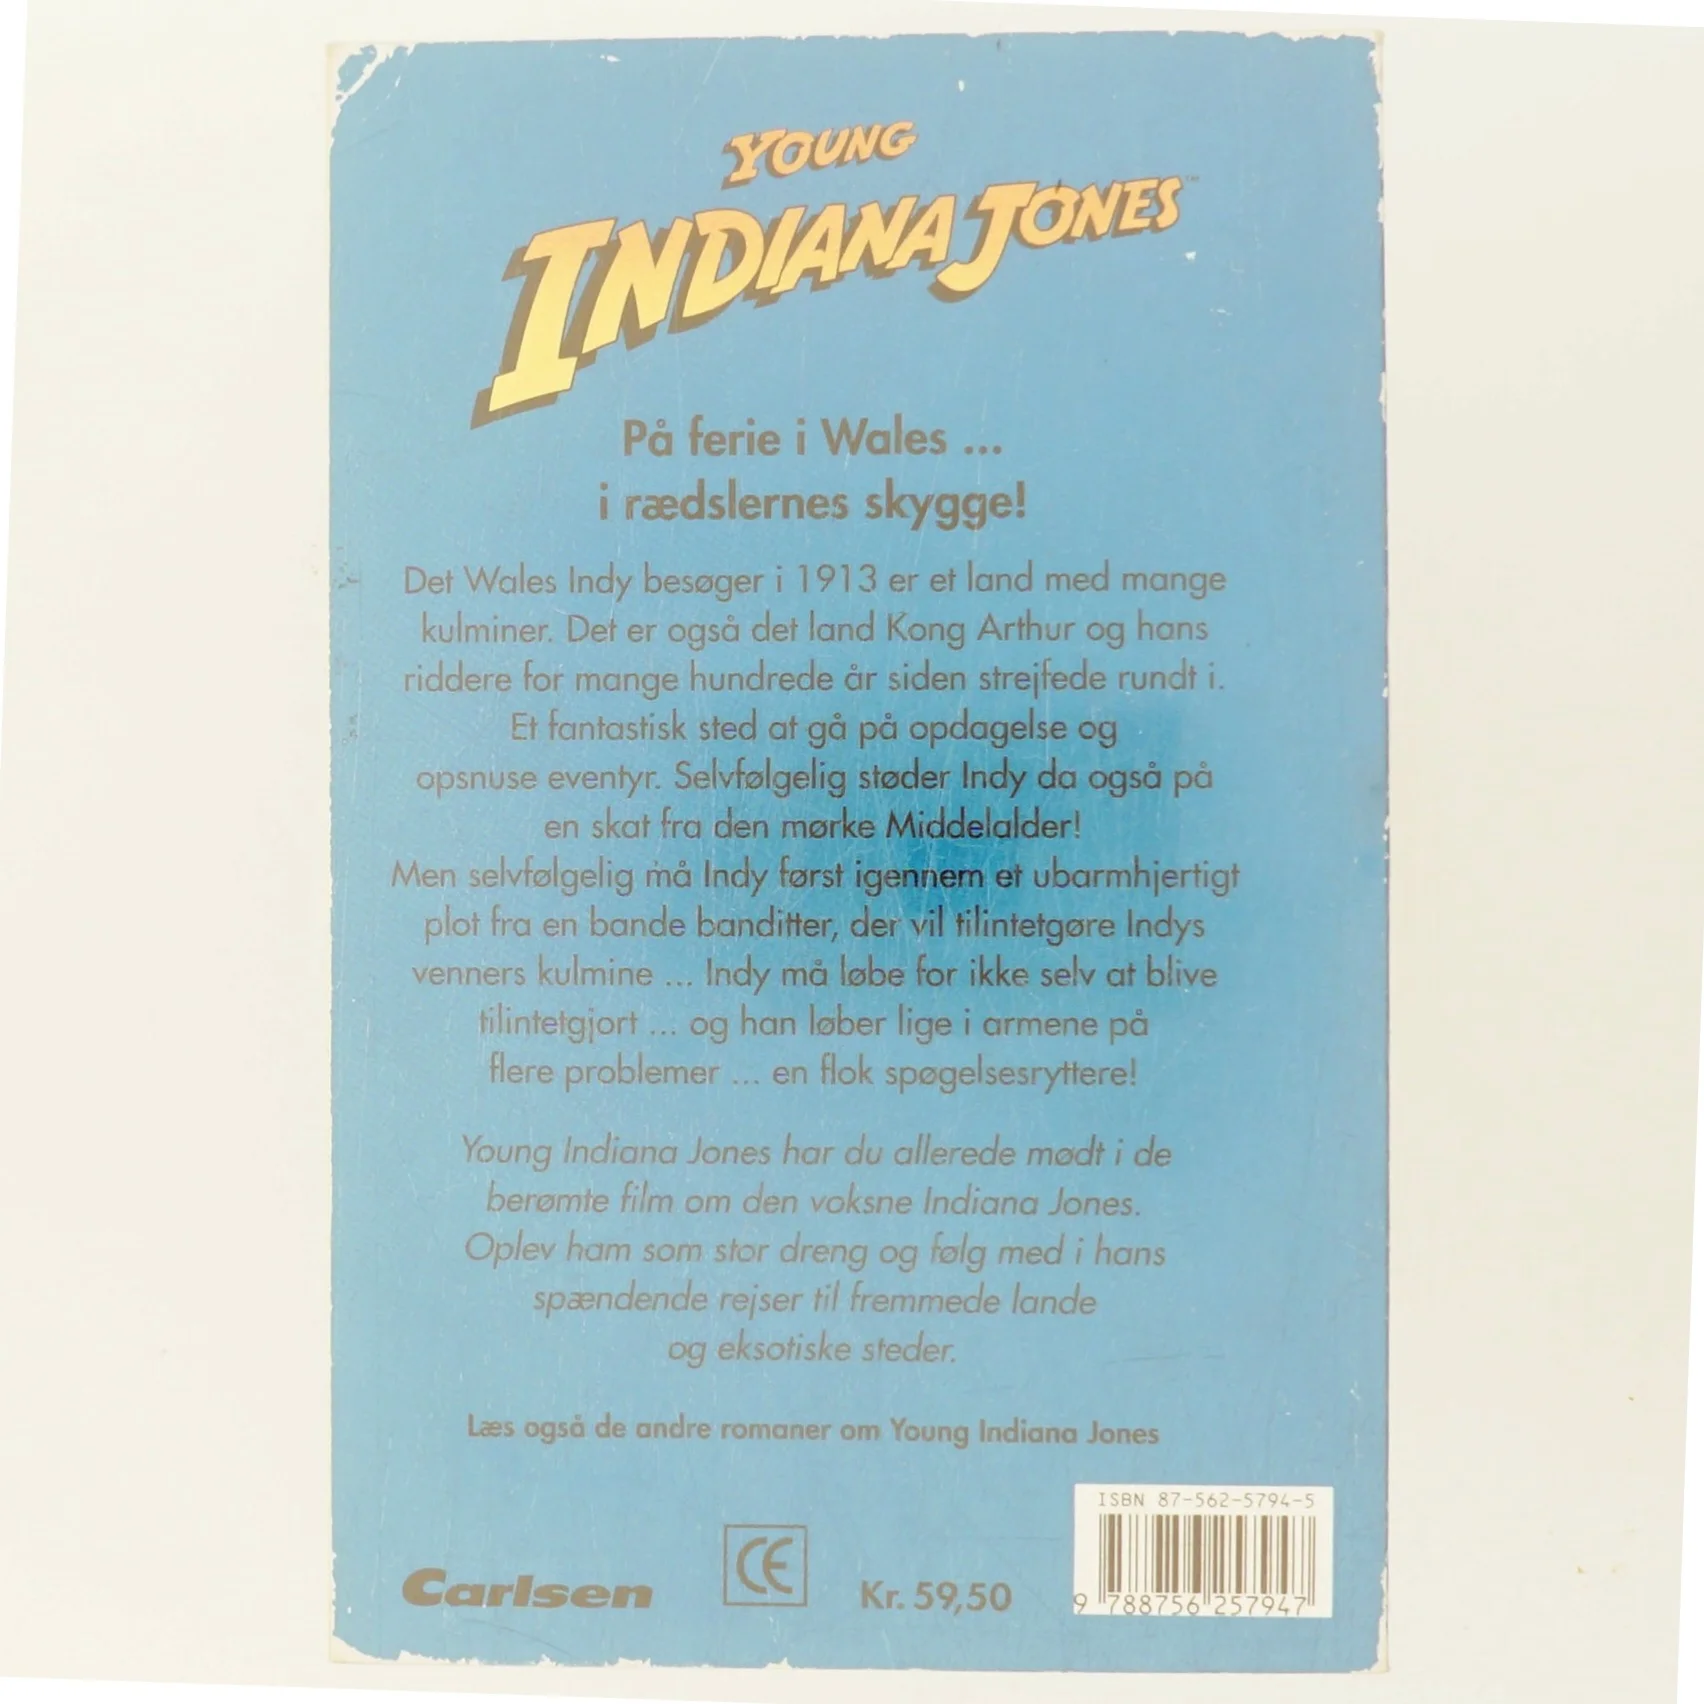 YOUNG
INDIANA JONES™
På ferie i Wales ...
i rædslernes skygge!
Det Wales Indy besøger i 1913 er et land med mange
kulminer. Det er også det land Kong Arthur og hans
riddere for mange hundrede år siden strejfede rundt i.
Et fantastisk sted at gå på opdagelse og
opsnuse eventyr. Selvfølgelig støder Indy da også på
en skat fra den mørke Middelalder!
Men selvfølgelig må Indy først igennem et ubarmhjertigt
plot fra en bande banditter, der vil tilintetgøre Indys
venners kulmine ... Indy må løbe for ikke selv at blive
tilintetgjort ... og han løber lige i armene på
flere problemer ... en flok spøgelsesryttere!
Young Indiana Jones har du allerede mødt i de
berømte film om den voksne Indiana Jones.
Oplev ham som stor dreng og følg med i hans
spændende rejser til fremmede lande
og eksotiske steder.
Læs også de andre romaner om Young Indiana Jones
ISBN 87-562-5794-5
Carlsen
CE
Kr. 59,50
9 788756 257947